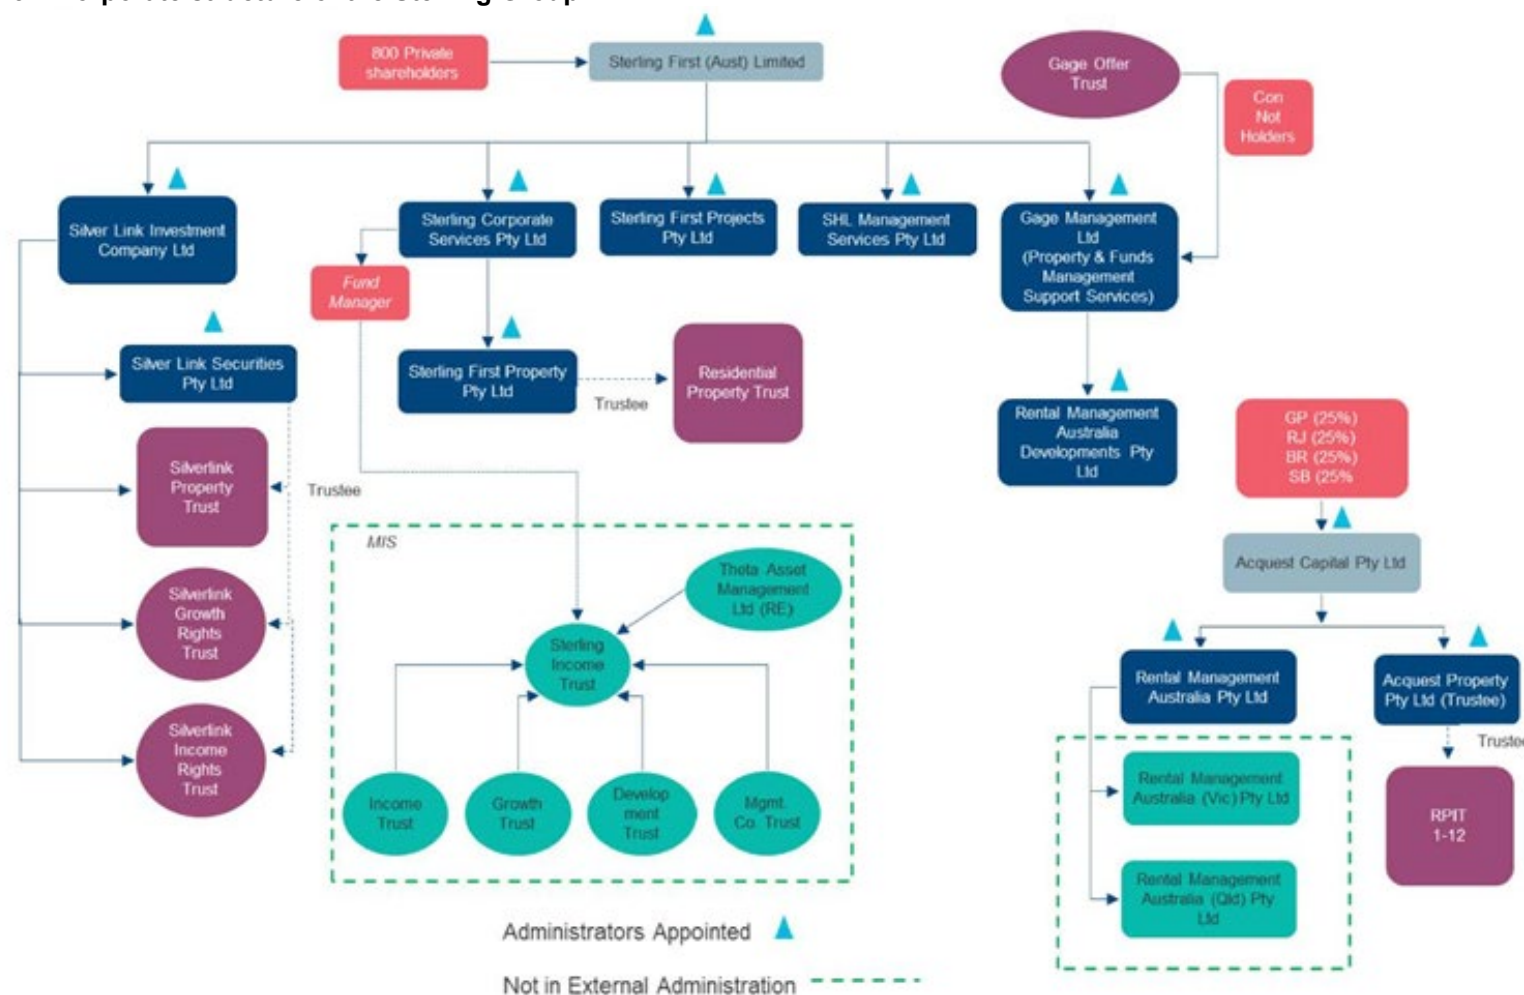 800 Private
shareholders
Sterling First (Aust) Limited
Gage Offer
Trust
Con
Not
Holders
Silver Link Investment
Company Ltd
Sterling Corporate
Services Pty Ltd
Sterling First Projects
Pty Ltd
SHL Management
Services Pty Ltd
Gage Management
Ltd
(Property & Funds
Management
Support Services)
Fund
Manager
Silver Link Securities
Pty Ltd
Sterling First Property
Pty Ltd
Trustee
Residential
Property Trust
Rental Management
Australia
Developments Pty
Ltd
GP (25%)
RJ (25%)
BR (25%)
SB (25%
Silverlink
Property
Trust
Trustee
MIS
Theta Asset
Management
Ltd (RE)
Acquest Capital Pty Ltd
Silverlink
Growth
Rights
Trust
Sterling
Income
Trust
Rental Management
Australia Pty Ltd
Acquest Property
Pty Ltd (Trustee)
Trustee
Silverlink
Income
Rights
Trust
Income
Trust
Growth
Trust
Develop
ment
Trust
Mgmt.
Co. Trust
Rental Management
Australia (Vic) Pty Ltd
RPIT
1-12
Rental Management
Australia (Qld) Pty
Ltd
Administrators Appointed
Not in External Administration